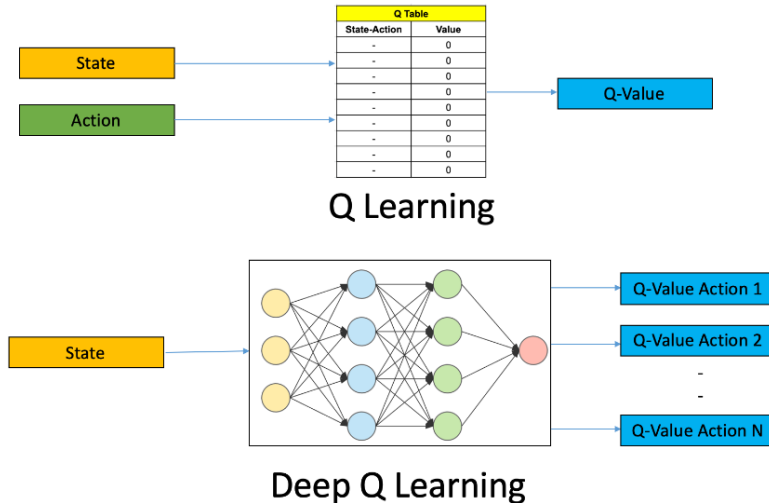 Q Table
State-Action Value
- 0
- 0
- 0
- 0
- 0
- 0
- 0
- 0
- 0
State
Action
Q-Value
Q Learning
State
Q-Value Action 1
Q-Value Action 2
-
-
Q-Value Action N
Deep Q Learning